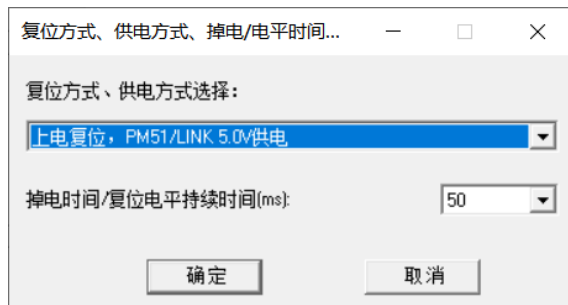 复位方式、供电方式、掉电/电平时间...
复位方式、供电方式选择：
上电复位，PM51/LINK 5.0V供电
掉电时间/复位电平持续时间(ms):
50
确定
取消